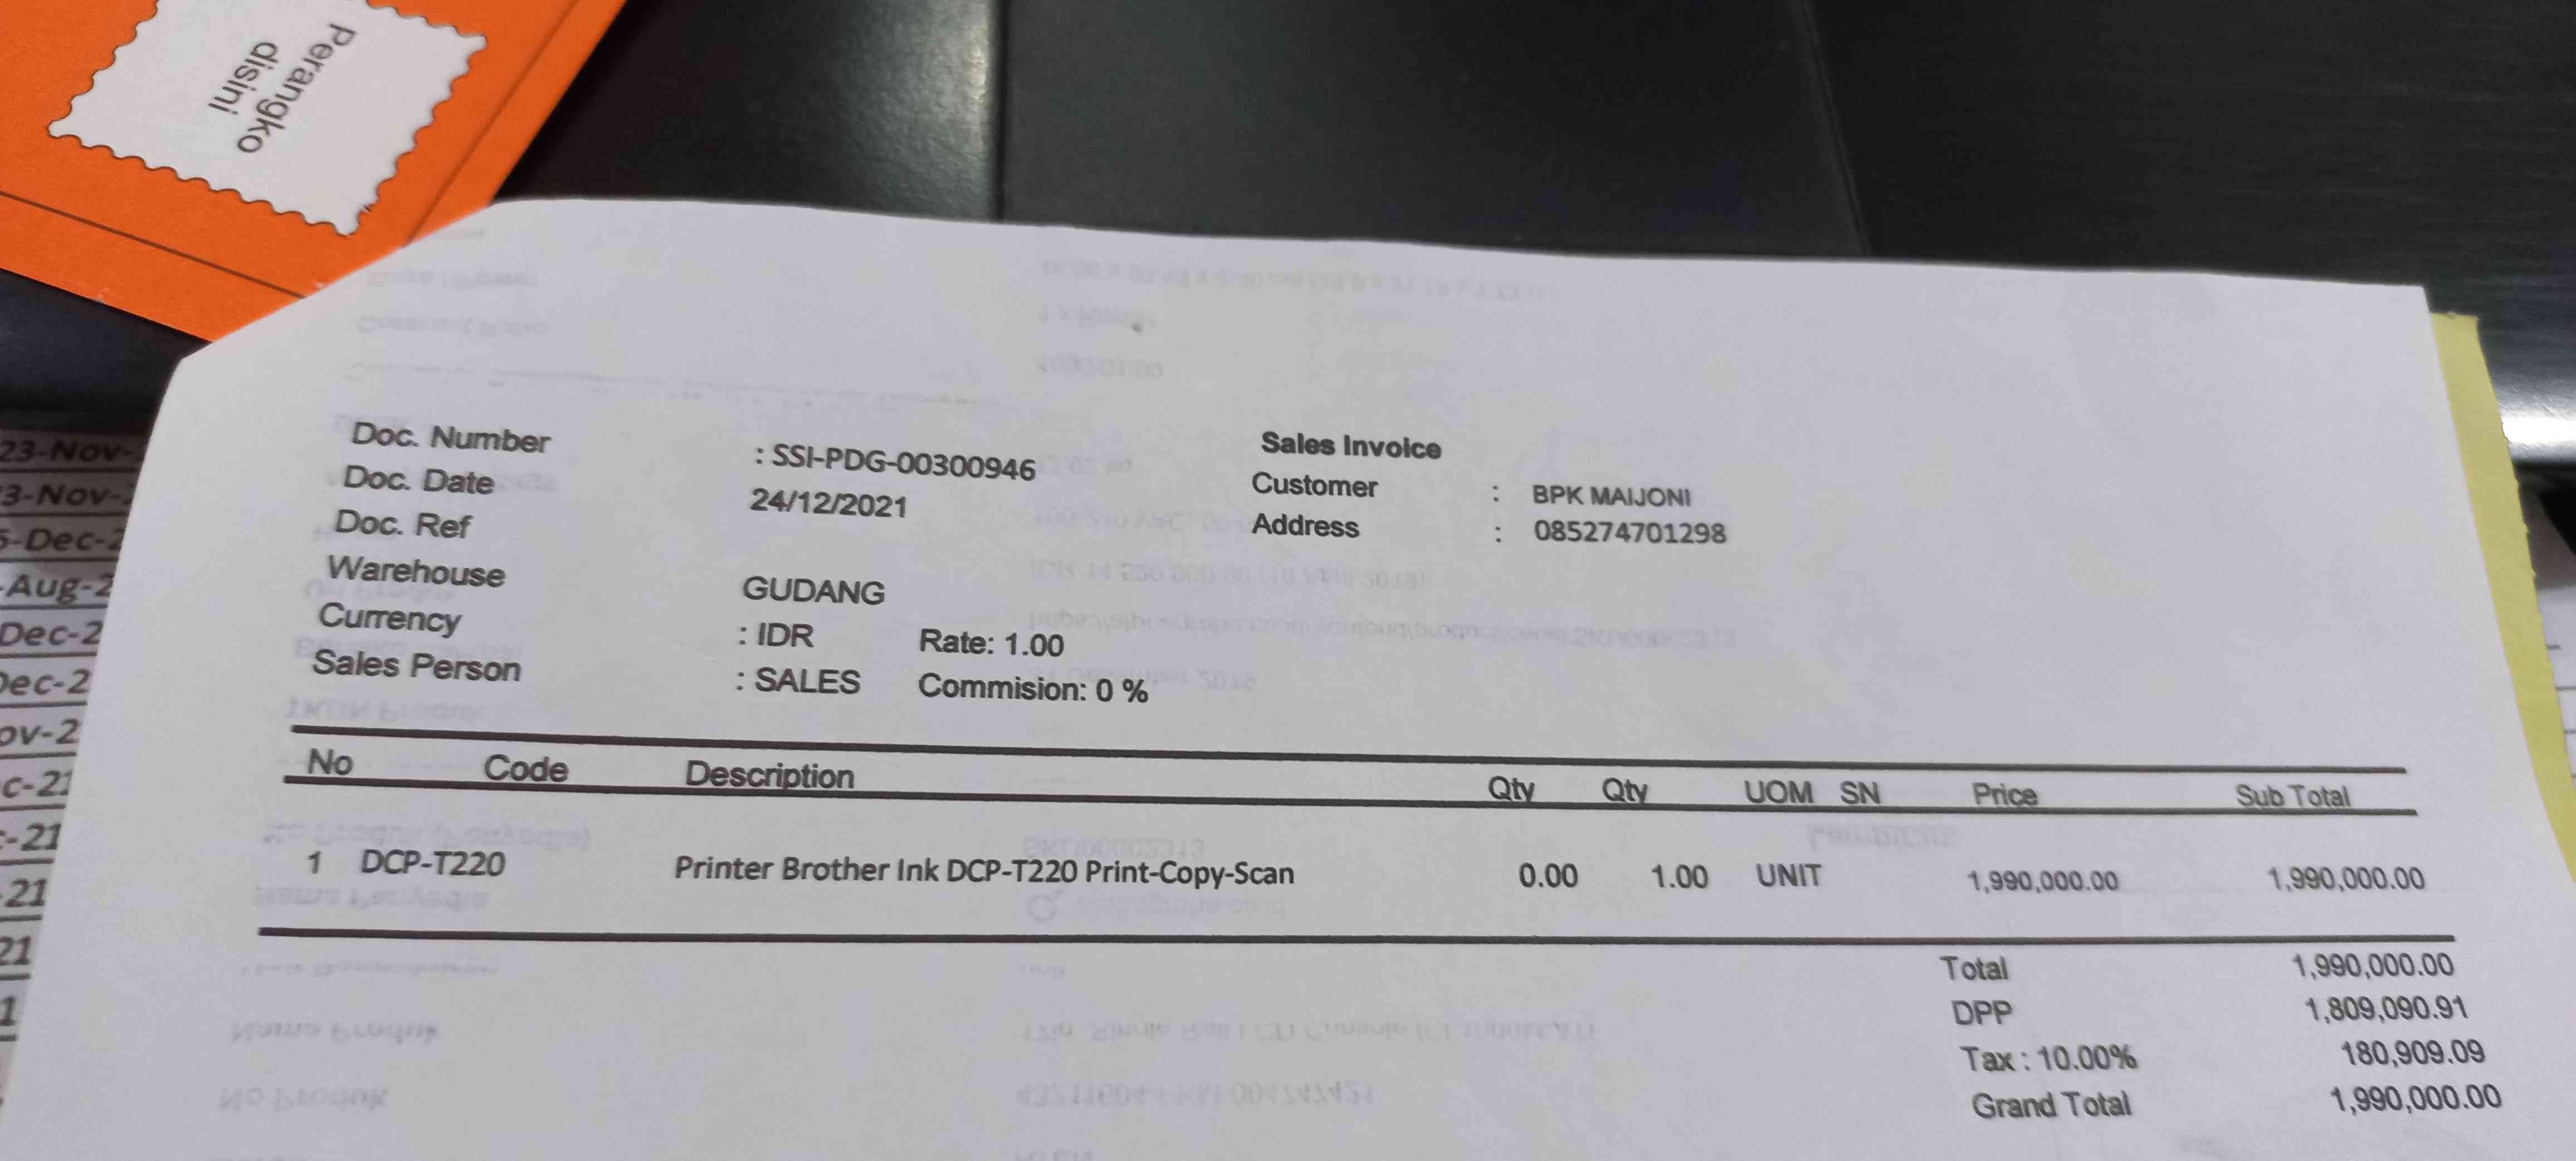 Perangko
disini
23-Nov-
3-Nov-
Doc. Number : SSI-PDG-00300946
Doc. Date 24/12/2021
Doc. Ref
Warehouse GUDANG
Currency : IDR Rate: 1.00
Sales Person : SALES Commision: 0 %
Sales Invoice
Customer : BPK MAIJONI
Address : 085274701298
No Code Description Qty Qty UOM SN Price Sub Total
1 DCP-T220 Printer Brother Ink DCP-T220 Print-Copy-Scan 0.00 1.00 UNIT 1,990,000.00 1,990,000.00
Total 1,990,000.00
DPP 1,809,090.91
Tax : 10.00% 180,909.09
Grand Total 1,990,000.00